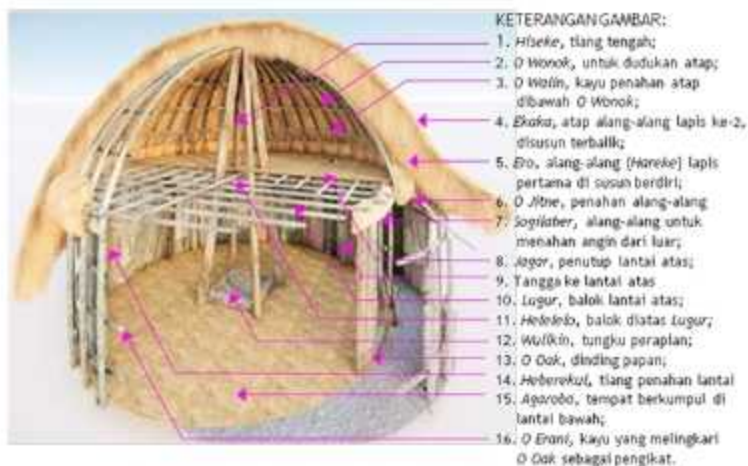 KETERANGAN GAMBAR:
1. Hiseke, tiang tengah;
2. O Wonok, untuk dudukan atap;
3. O Walin, kayu penahan atap
dibawah O Wonok;
4. Ekaka, atap alang-alang lapis ke-2,
disusun terbalik;
5. Ero, alang-alang (Hareke) lapis
pertama di susun berdiri;
6. O Jitne, penahan alang-alang
7. Sogilaber, alang-alang untuk
menahan angin dari luar;
8. Jagar, penutup lantai atas;
9. Tangga ke lantai atas
10. Lugur, balok lantai atas;
11. Helelelo, balok diatas Lugur;
12. Wulikin, tungku perapian;
13. O Oak, dinding papan;
14. Heberekul, tiang penahan lantai
15. Agaroba, tempat berkumpul di
lantai bawah;
16. O Erani, kayu yang melingkari
O Oak sebagai pengikat.